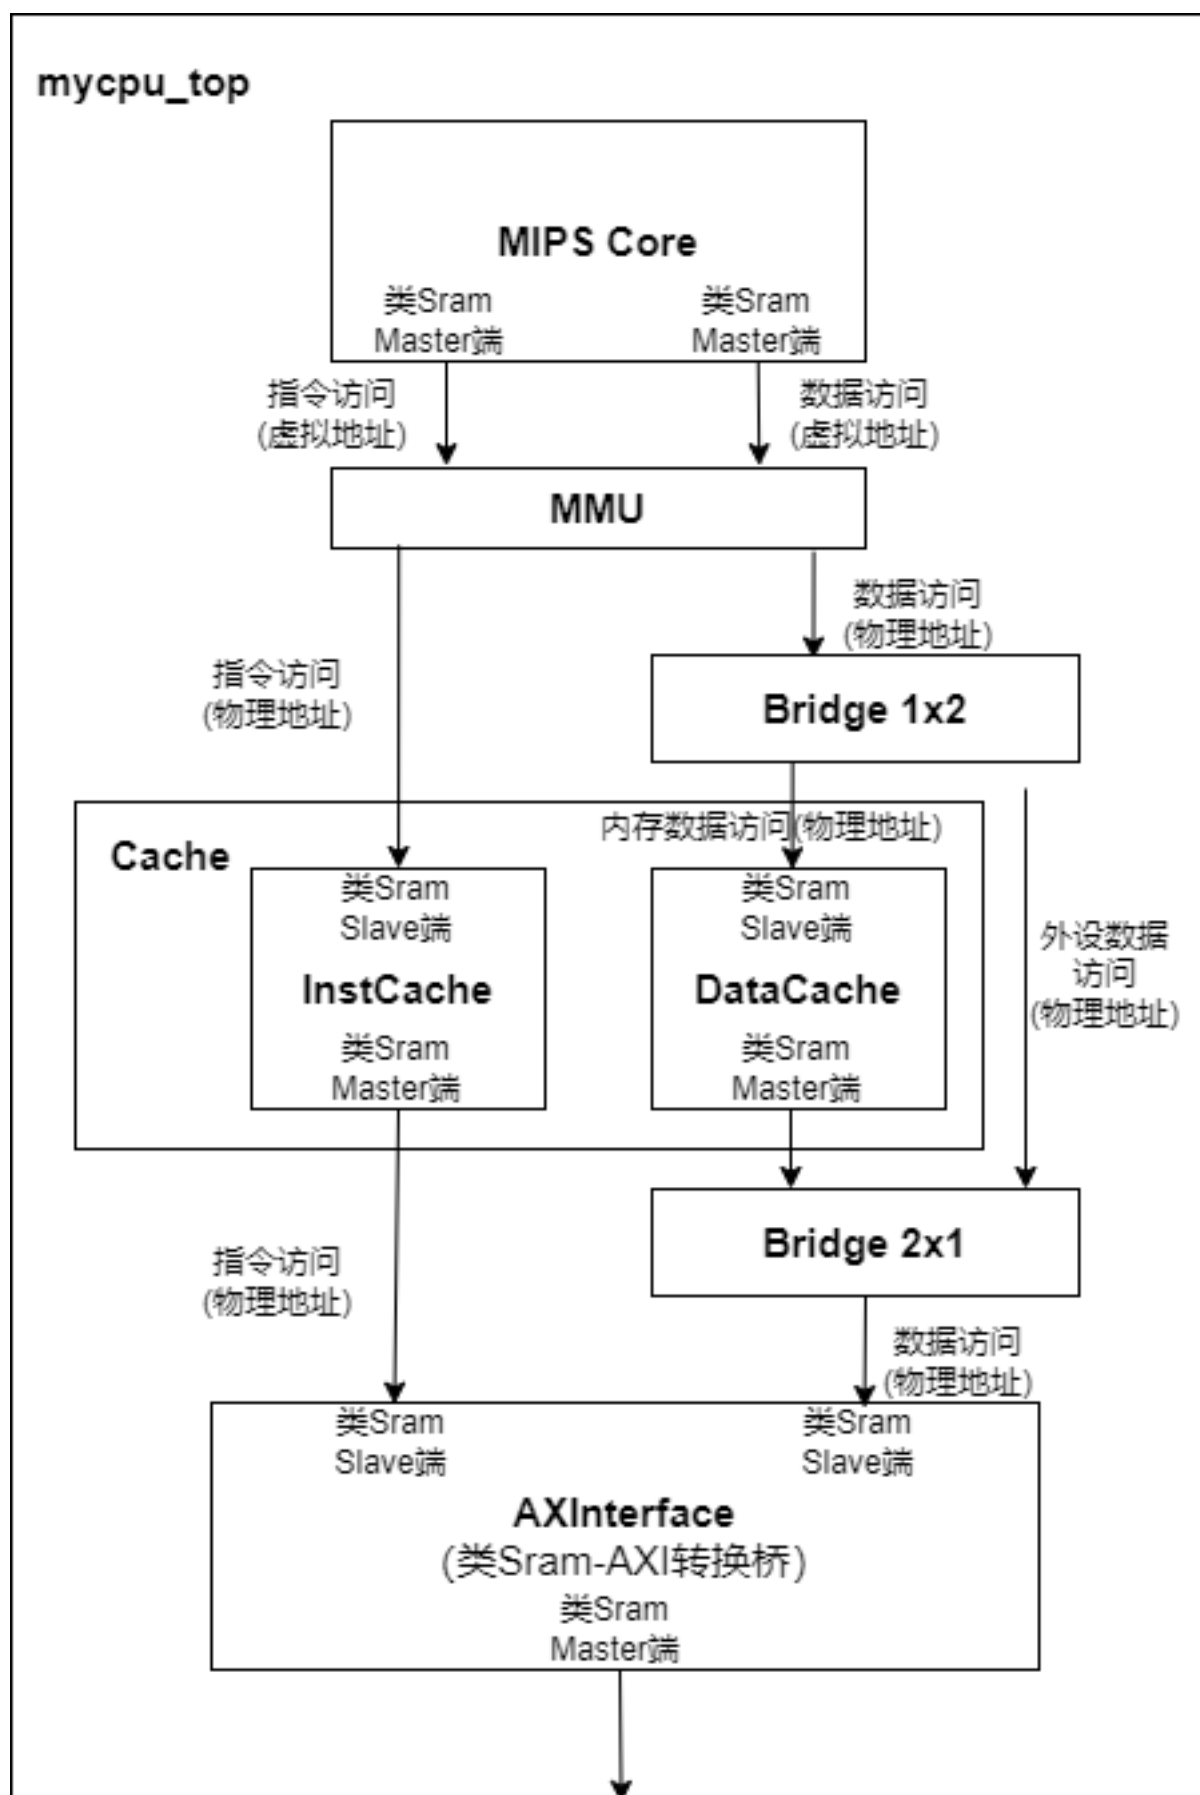 mycpu_top
MIPS Core
类Sram
Master端
类Sram
Master端
指令访问
(虚拟地址)
数据访问
(虚拟地址)
MMU
数据访问
(物理地址)
指令访问
(物理地址)
Bridge 1x2
内存数据访问(物理地址)
Cache
类Sram
Slave端
InstCache
类Sram
Master端
类Sram
Slave端
DataCache
类Sram
Master端
外设数据
访问
(物理地址)
Bridge 2x1
指令访问
(物理地址)
数据访问
(物理地址)
类Sram
Slave端
类Sram
Slave端
AXInterface
(类Sram-AXI转换桥)
类Sram
Master端